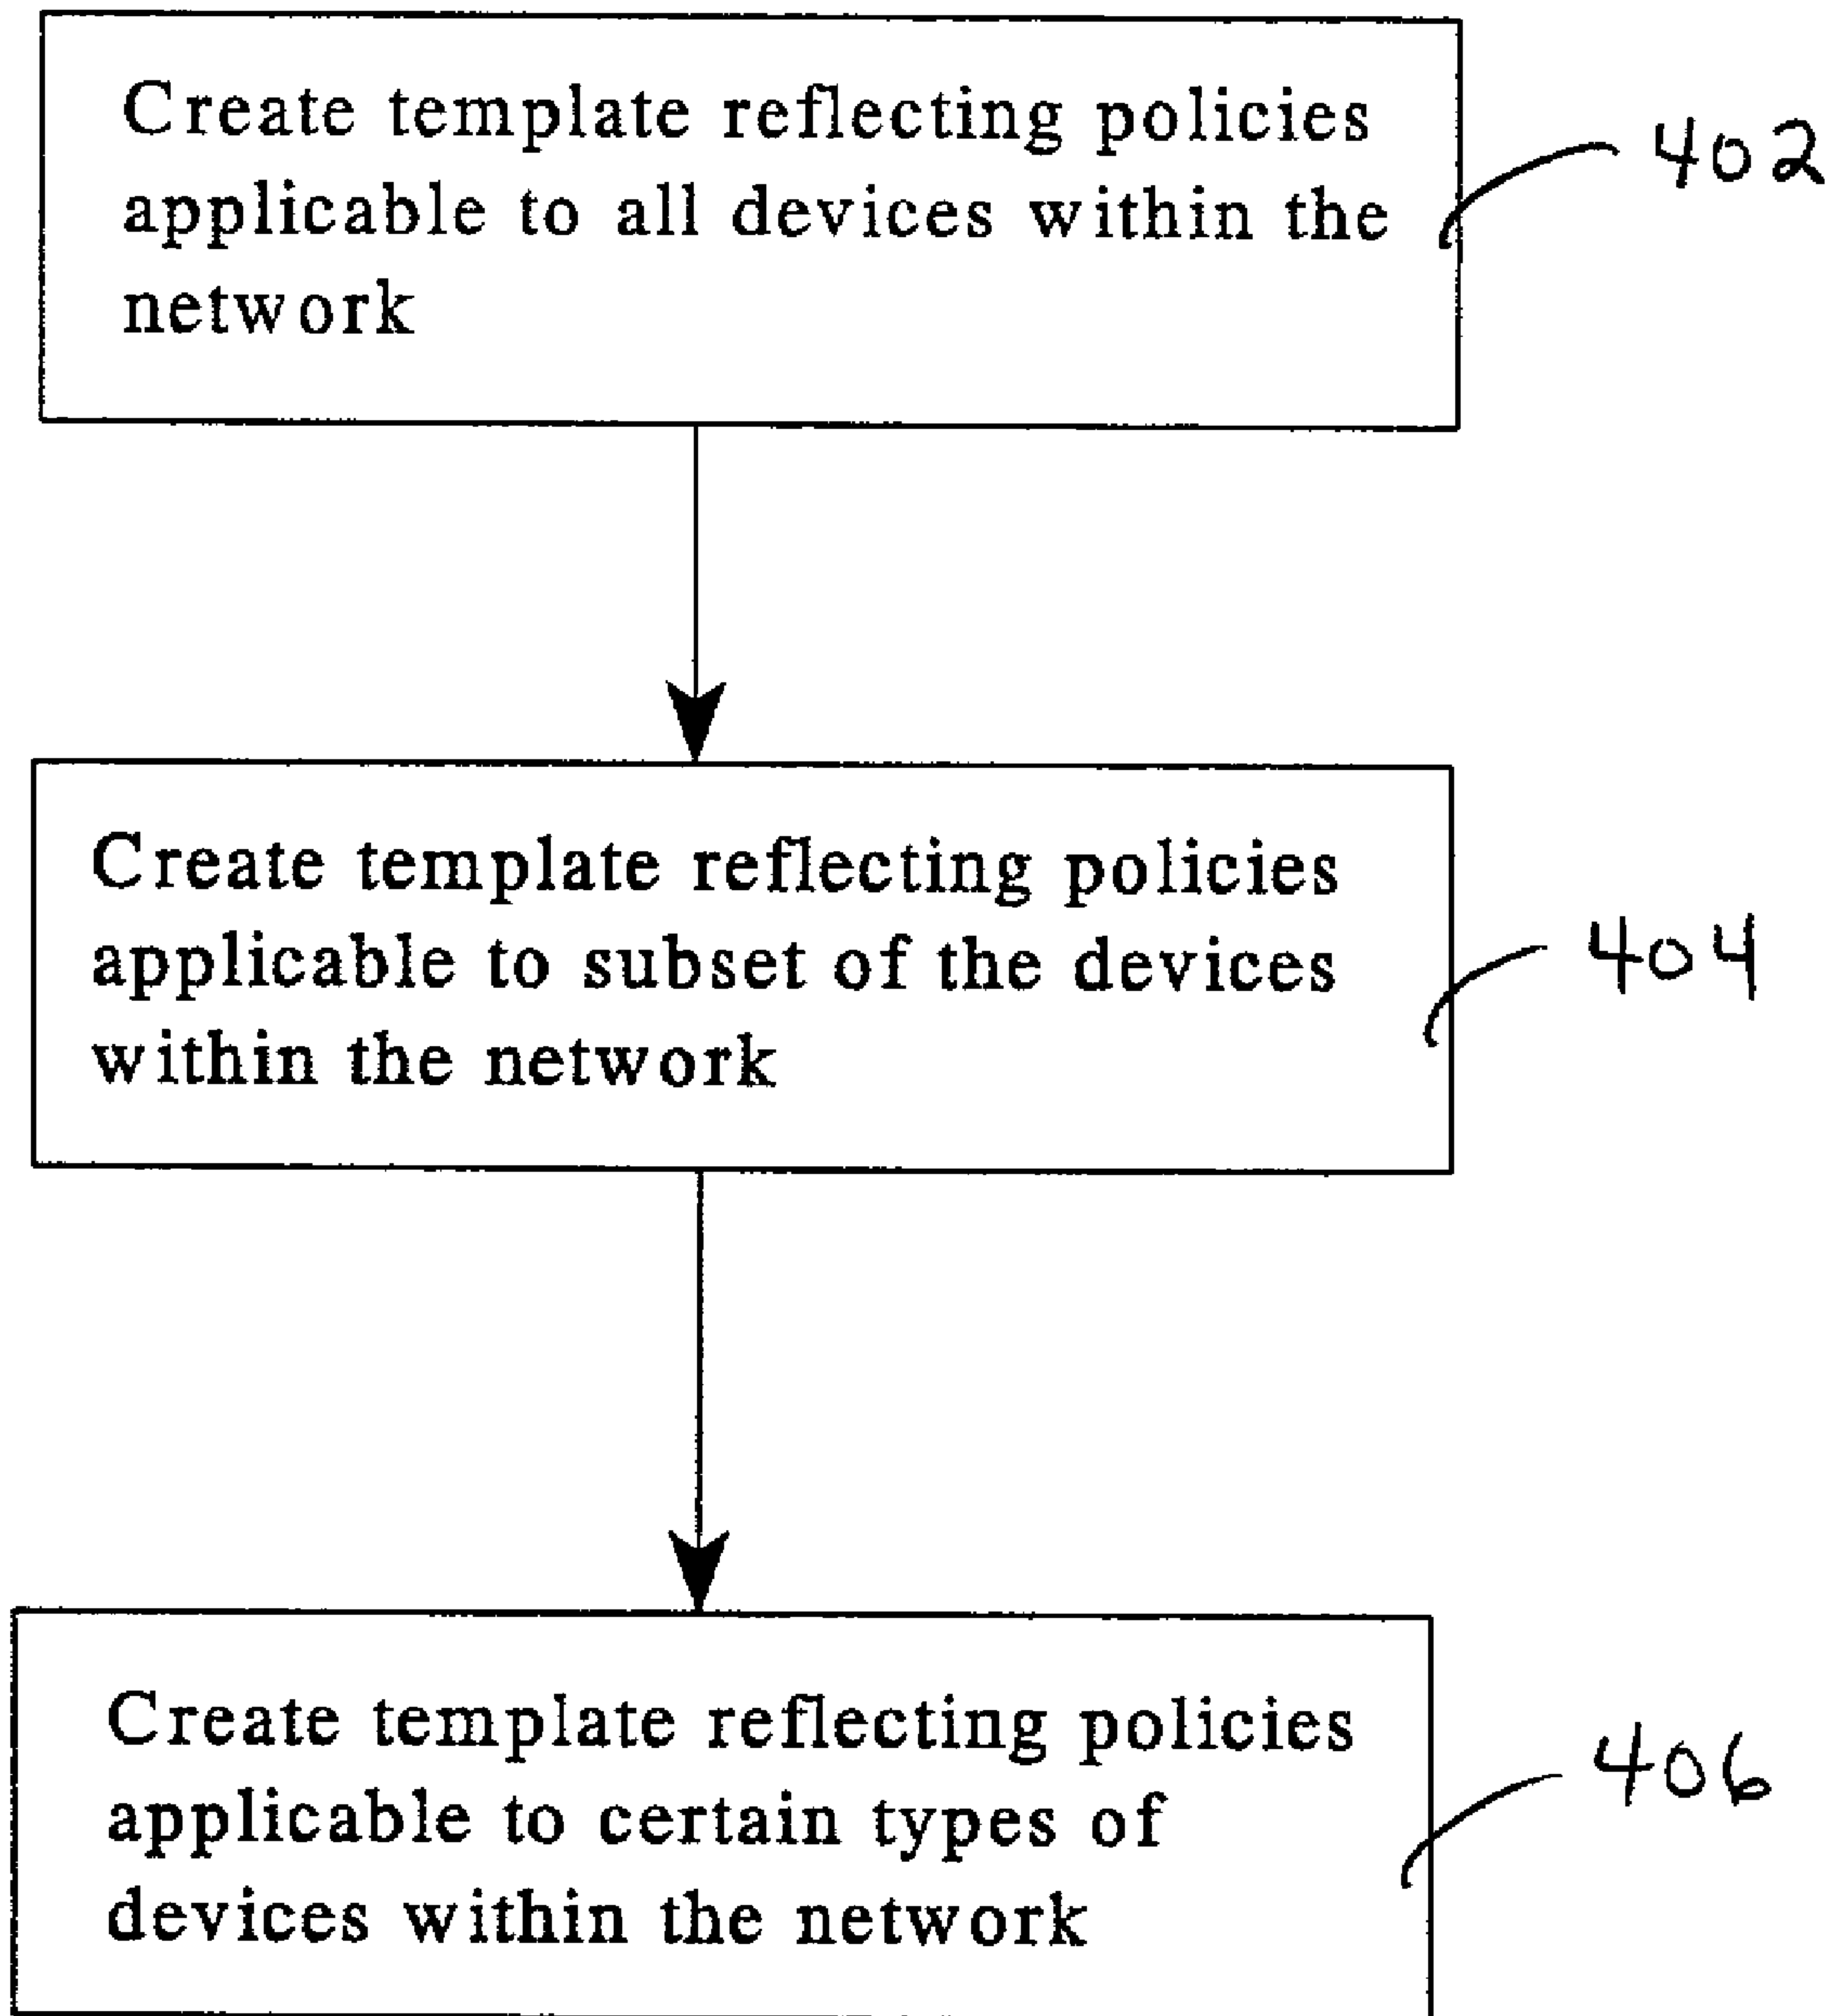 Create template reflecting policies
applicable to all devices within the
network
402
Create template reflecting policies
applicable to subset of the devices
within the network
404
Create template reflecting policies
applicable to certain types of
devices within the network
406